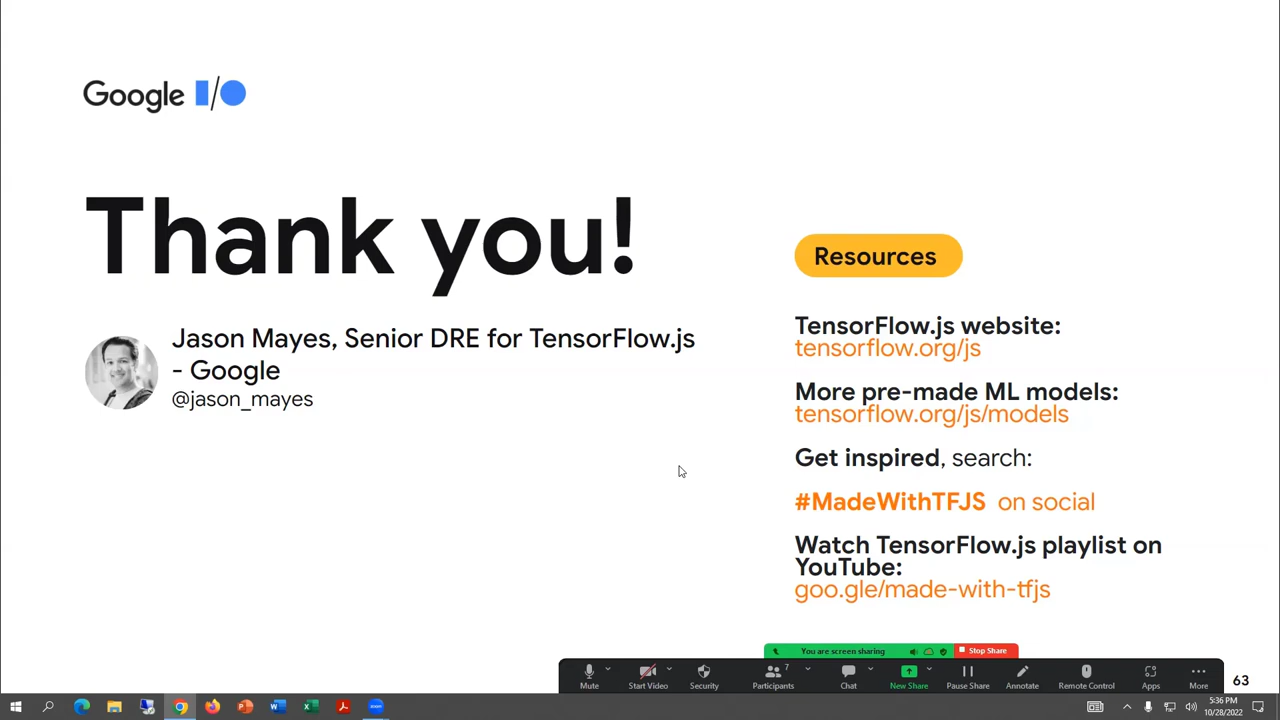 Google I/O
Thank you!
Jason Mayes, Senior DRE for TensorFlow.js
- Google
@jason_mayes
Resources
TensorFlow.js website:
tensorflow.org/js
More pre-made ML models:
tensorflow.org/js/models
Get inspired, search:
#MadeWithTFJS on social
Watch TensorFlow.js playlist on
YouTube:
goo.gle/made-with-tfjs
You are screen sharing
Stop Share
Mute
Start Video
Security
7
Participants
Chat
New Share
Pause Share
Annotate
Remote Control
Apps
More
63
5:36 PM
10/28/2022